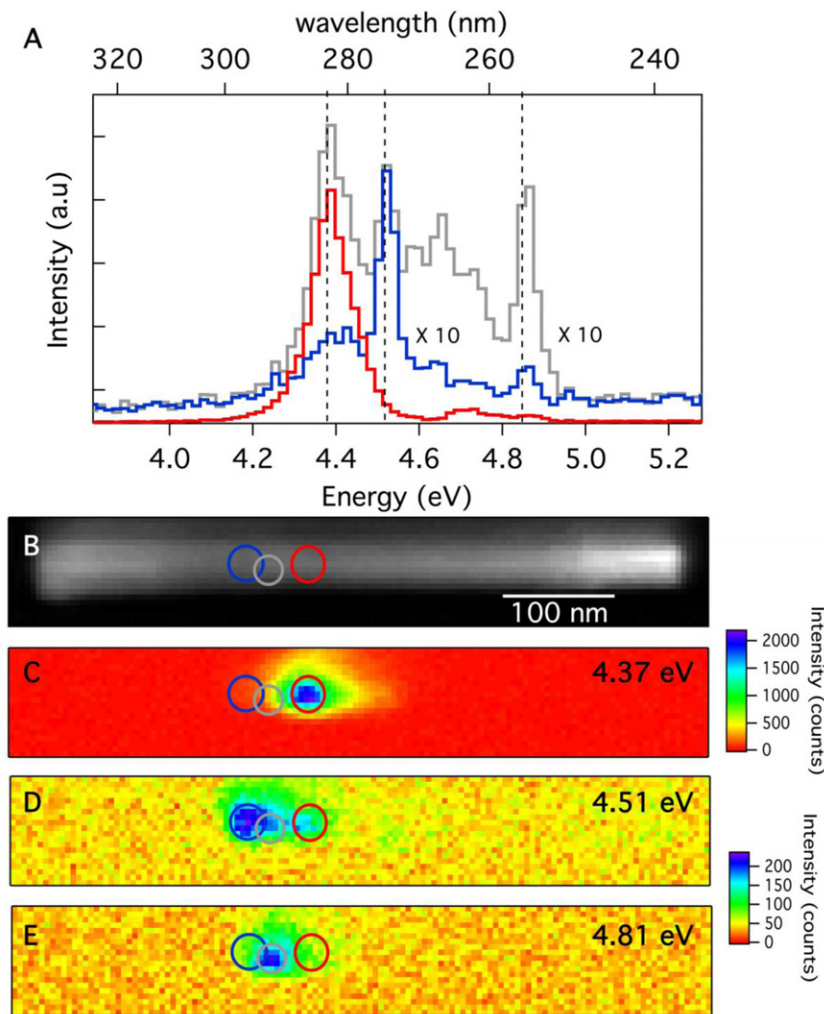 A
wavelength (nm)
320 300 280 260 240
Intensity (a.u)
X 10 X 10
4.0 4.2 4.4 4.6 4.8 5.0 5.2
Energy (eV)
B
100 nm
C 4.37 eV
2000
1500
1000
500
0
Intensity (counts)
D 4.51 eV
200
150
100
50
0
Intensity (counts)
E 4.81 eV